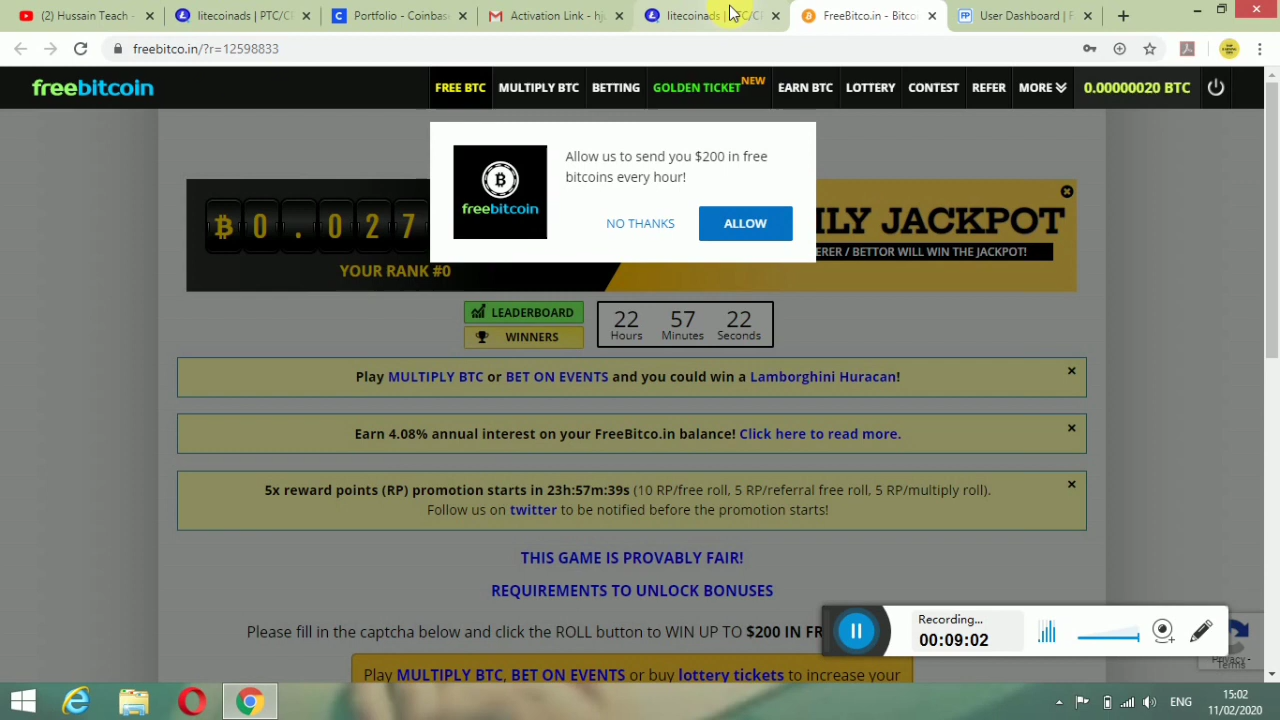 (2) Hussain Teach -
litecoinads | PTC/C
Portfolio - Coinbas
Activation Link - hj
litecoinads PTC/C
FreeBitco.in - Bitco
User Dashboard | F
freebitco.in/?r=12598833
freebitcoin
FREE BTC
MULTIPLY BTC
BETTING
GOLDEN TICKET NEW
EARN BTC
LOTTERY
CONTEST
REFER
MORE
0.00000020 BTC
Allow us to send you $200 in free
bitcoins every hour!
freebitcoin
NO THANKS
ALLOW
0 . 0 2 7
ILY JACKPOT
ERER / BETTOR WILL WIN THE JACKPOT!
YOUR RANK #0
LEADERBOARD
WINNERS
22 57 22
Hours Minutes Seconds
Play MULTIPLY BTC or BET ON EVENTS and you could win a Lamborghini Huracan!
Earn 4.08% annual interest on your FreeBitco.in balance! Click here to read more.
5x reward points (RP) promotion starts in 23h:57m:39s (10 RP/free roll, 5 RP/referral free roll, 5 RP/multiply roll).
Follow us on twitter to be notified before the promotion starts!
THIS GAME IS PROVABLY FAIR!
REQUIREMENTS TO UNLOCK BONUSES
Please fill in the captcha below and click the ROLL button to WIN UP TO $200 IN FR
Play MULTIPLY BTC, BET ON EVENTS or buy lottery tickets to increase your
Recording...
00:09:02
Privacy -
Terms
ENG
15:02
11/02/2020